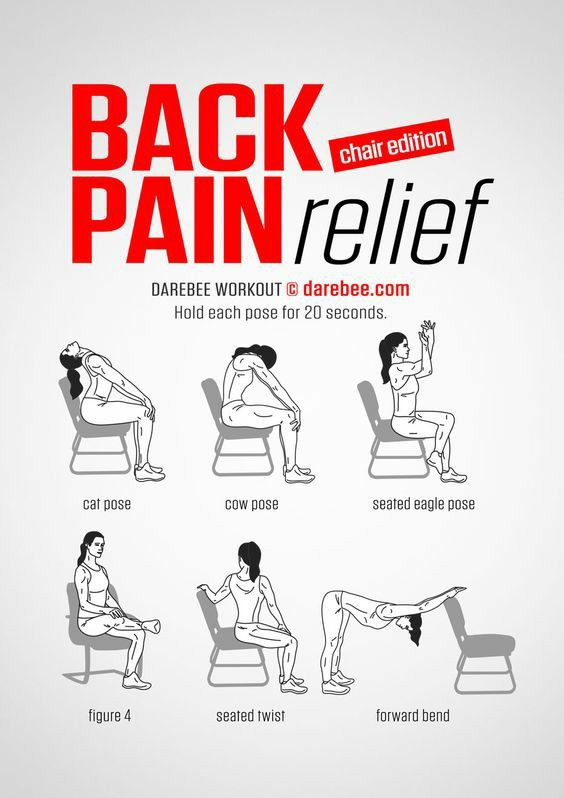 BACK
chair edition
PAIN relief
DAREBEE WORKOUT © darebee.com
Hold each pose for 20 seconds.
cat pose
cow pose
seated eagle pose
figure 4
seated twist
forward bend